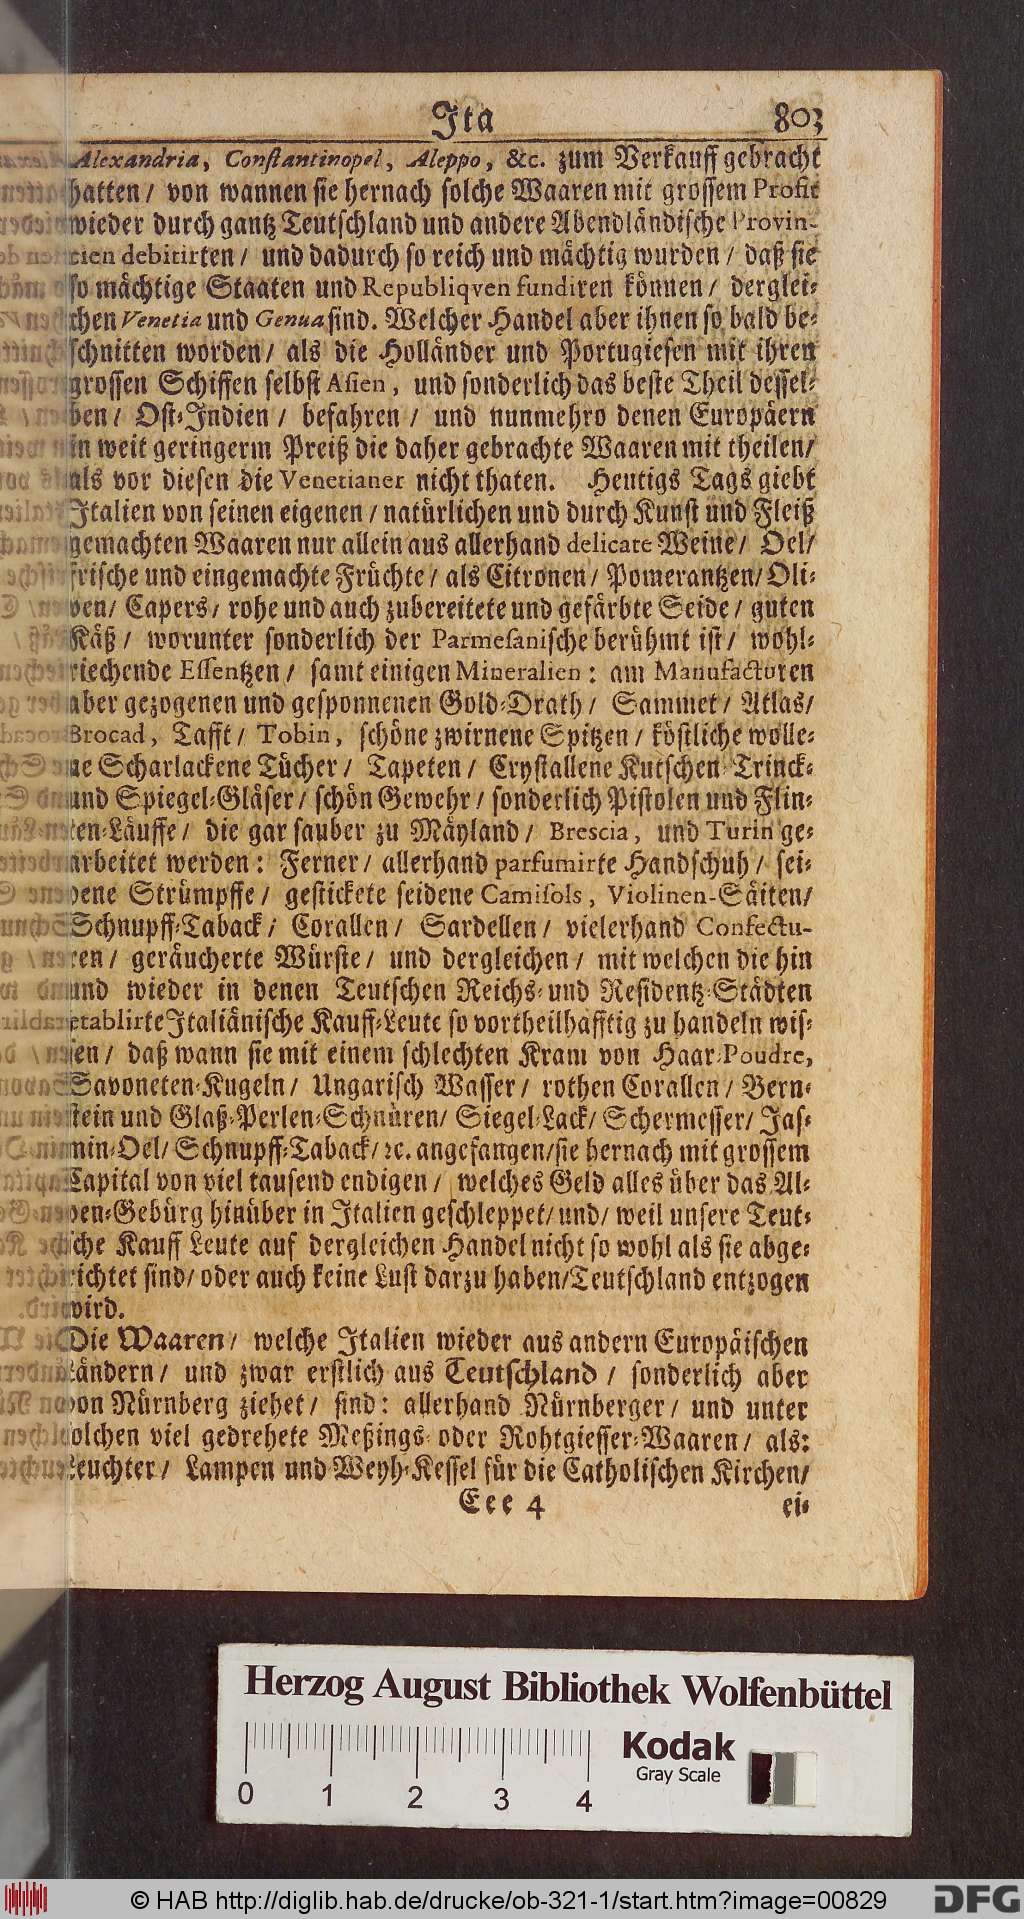 Ita 803
Alexandria, Constantinopel, Aleppo, &c. zum Verkauff gebracht
hatten / von wannen sie hernach solche Waaren mit grossem Profit
wieder durch gantz Teutschland und andere Abendländische Provin-
cien debitirten / und dadurch so reich und mächtig wurden / daß sie
so mächtige Staaten und Republiqven fundiren können / derglei-
chen Venetia und Genua sind. Welcher Handel aber ihnen so bald be-
schnitten worden / als die Holländer und Portugiesen mit ihren
grossen Schiffen selbst Asien, und sonderlich das beste Theil dessel-
ben / Ost-Indien / befahren / und nunmehro denen Europäern
in weit geringerm Preiß die daher gebrachte Waaren mit theilen /
als vor diesen die Venetianer nicht thaten. Heutigs Tags giebt
Italien von seinen eigenen / natürlichen und durch Kunst und Fleiß
gemachten Waaren nur allein aus allerhand delicate Weine / Oel /
frische und eingemachte Früchte / als Citronen / Pomerantzen / Oli-
ven / Capers / rohe und auch zubereitete und gefärbte Seide / guten
Käß / worunter sonderlich der Parmesanische berühmt ist / wohl-
riechende Essentzen / samt einigen Mineralien : am Manufacturen
aber gezogenen und gesponnenen Gold-Drath / Sammet / Atlas /
Brocad, Tafft / Tobin, schöne zwirnene Spitzen / köstliche wolle-
ne Scharlackene Tücher / Tapeten / Crystallene Kutschen Trinck-
und Spiegel-Gläser / schön Gewehr / sonderlich Pistolen und Flin-
ten-Läuffe / die gar sauber zu Mäyland / Brescia, und Turin ge-
arbeitet werden : Ferner / allerhand parfumirte Handschuh / sei-
dene Strümpffe / gestickete seidene Camisols, Violinen-Säiten /
Schnupff-Taback ; Corallen / Sardellen / vielerhand Confectu-
ren / geräucherte Würste / und dergleichen / mit welchen die hin
und wieder in denen Teutschen Reichs- und Residentz-Städten
etablirte Italiänische Kauff-Leute so vortheilhafftig zu handeln wis-
sen / daß wann sie mit einem schlechten Kram von Haar-Poudre,
Savoneten-Kugeln / Ungarisch Wasser / rothen Corallen / Bern-
stein und Glaß-Perlen-Schnüren / Siegel-Lack / Schermesser / Jas-
min-Oel / Schnupff-Taback / ꝛc. angefangen / sie hernach mit grossem
Capital von viel tausend endigen / welches Geld alles über das Al-
pen-Gebürg hinüber in Italien geschleppet / und / weil unsere Teut-
sche Kauff Leute auf dergleichen Handel nicht so wohl als sie abge-
richtet sind / oder auch keine Lust darzu haben / Teutschland entzogen
wird.
Die Waaren / welche Italien wieder aus andern Europäischen
Ländern / und zwar erstlich aus Teutschland / sonderlich aber
von Nürnberg ziehet / sind : allerhand Nürnberger / und unter
solchen viel gedrehete Meßings- oder Rohtgiesser-Waaren / als:
Leuchter / Lampen und Weyh-Kessel für die Catholischen Kirchen /
Eee 4 ei-
Herzog August Bibliothek Wolfenbüttel
Kodak
Gray Scale
0 1 2 3 4
© HAB http://diglib.hab.de/drucke/ob-321-1/start.htm?image=00829
DFG